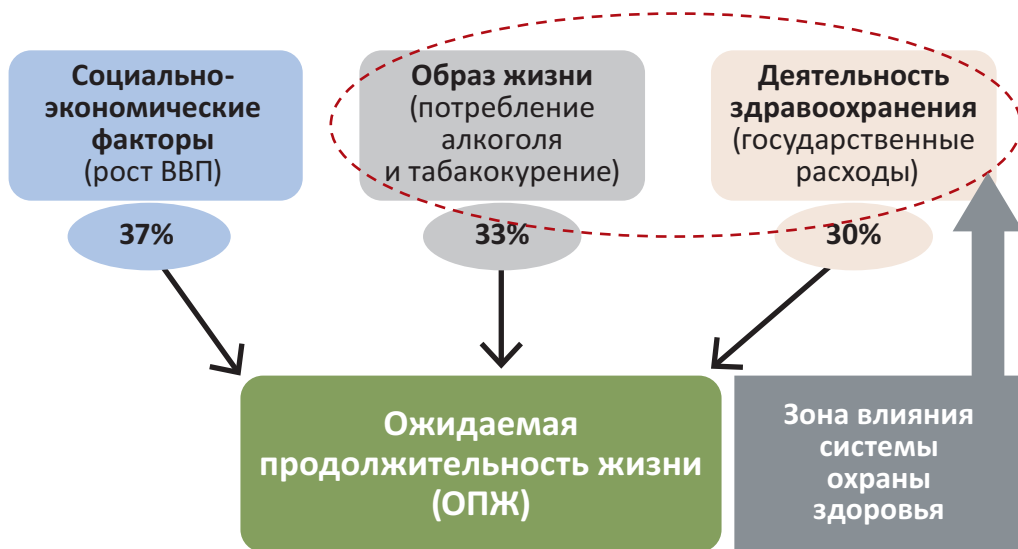 Социально-
экономические
факторы
(рост ВВП)
37%
Образ жизни
(потребление
алкоголя
и табакокурение)
33%
Деятельность
здравоохранения
(государственные
расходы)
30%
Ожидаемая
продолжительность жизни
(ОПЖ)
Зона влияния
системы
охраны
здоровья